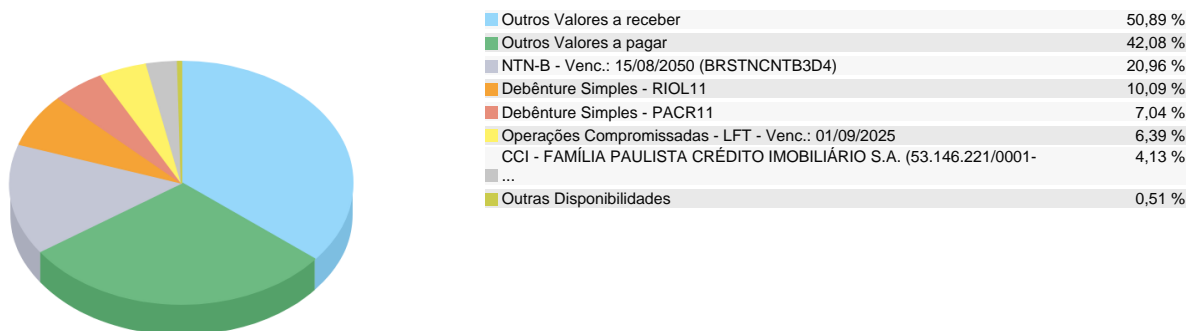 Outros Valores a receber 50,89 %
Outros Valores a pagar 42,08 %
NTN-B - Venc.: 15/08/2050 (BRSTNCNTB3D4) 20,96 %
Debênture Simples - RIOL11 10,09 %
Debênture Simples - PACR11 7,04 %
Operações Compromissadas - LFT - Venc.: 01/09/2025 6,39 %
CCI - FAMÍLIA PAULISTA CRÉDITO IMOBILIÁRIO S.A. (53.146.221/0001- 4,13 %
...
Outras Disponibilidades 0,51 %